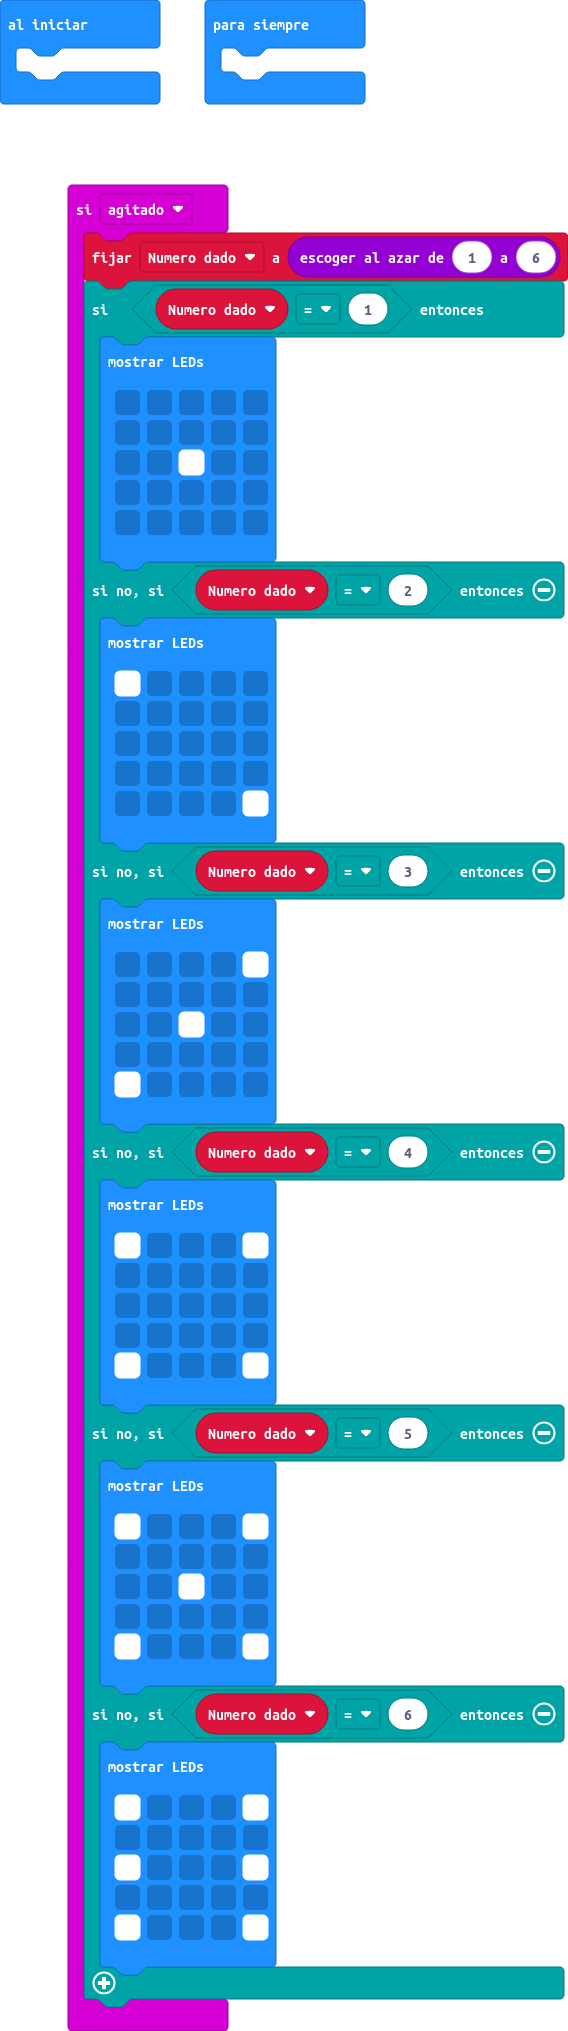 al iniciar
para siempre
si agitado
fijar Numero dado a escoger al azar de 1 a 6
si Numero dado = 1 entonces
mostrar LEDs
si no, si Numero dado = 2 entonces
mostrar LEDs
si no, si Numero dado = 3 entonces
mostrar LEDs
si no, si Numero dado = 4 entonces
mostrar LEDs
si no, si Numero dado = 5 entonces
mostrar LEDs
si no, si Numero dado = 6 entonces
mostrar LEDs